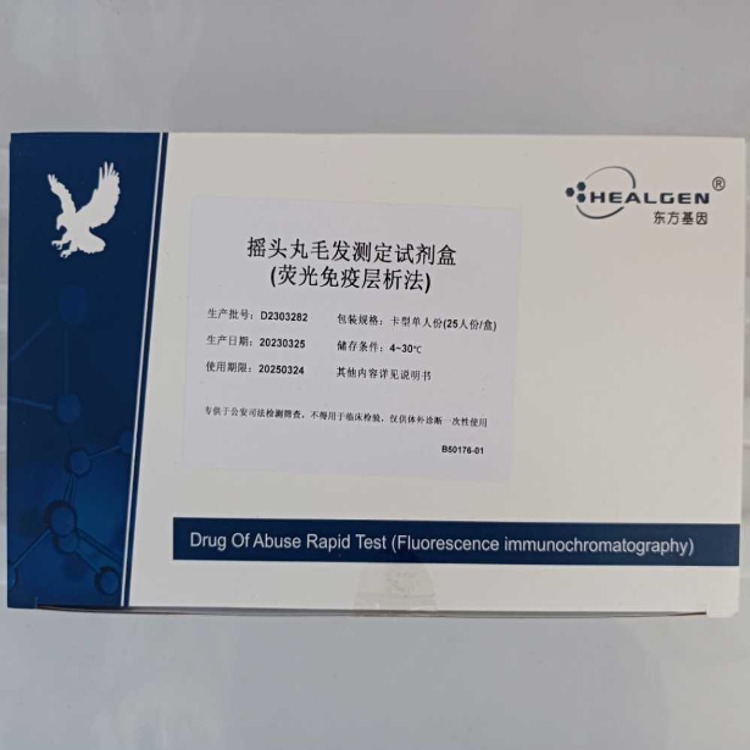 HEALGEN®
东方基因
摇头丸毛发测定试剂盒
(荧光免疫层析法)
生产批号：D2303282 包装规格：卡型单人份(25人份/盒)
生产日期：20230325 储存条件：4~30℃
使用期限：20250324 其他内容详见说明书
专供于公安司法检测筛查，不得用于临床检验，仅供体外诊断一次性使用
B50176-01
Drug Of Abuse Rapid Test (Fluorescence immunochromatography)